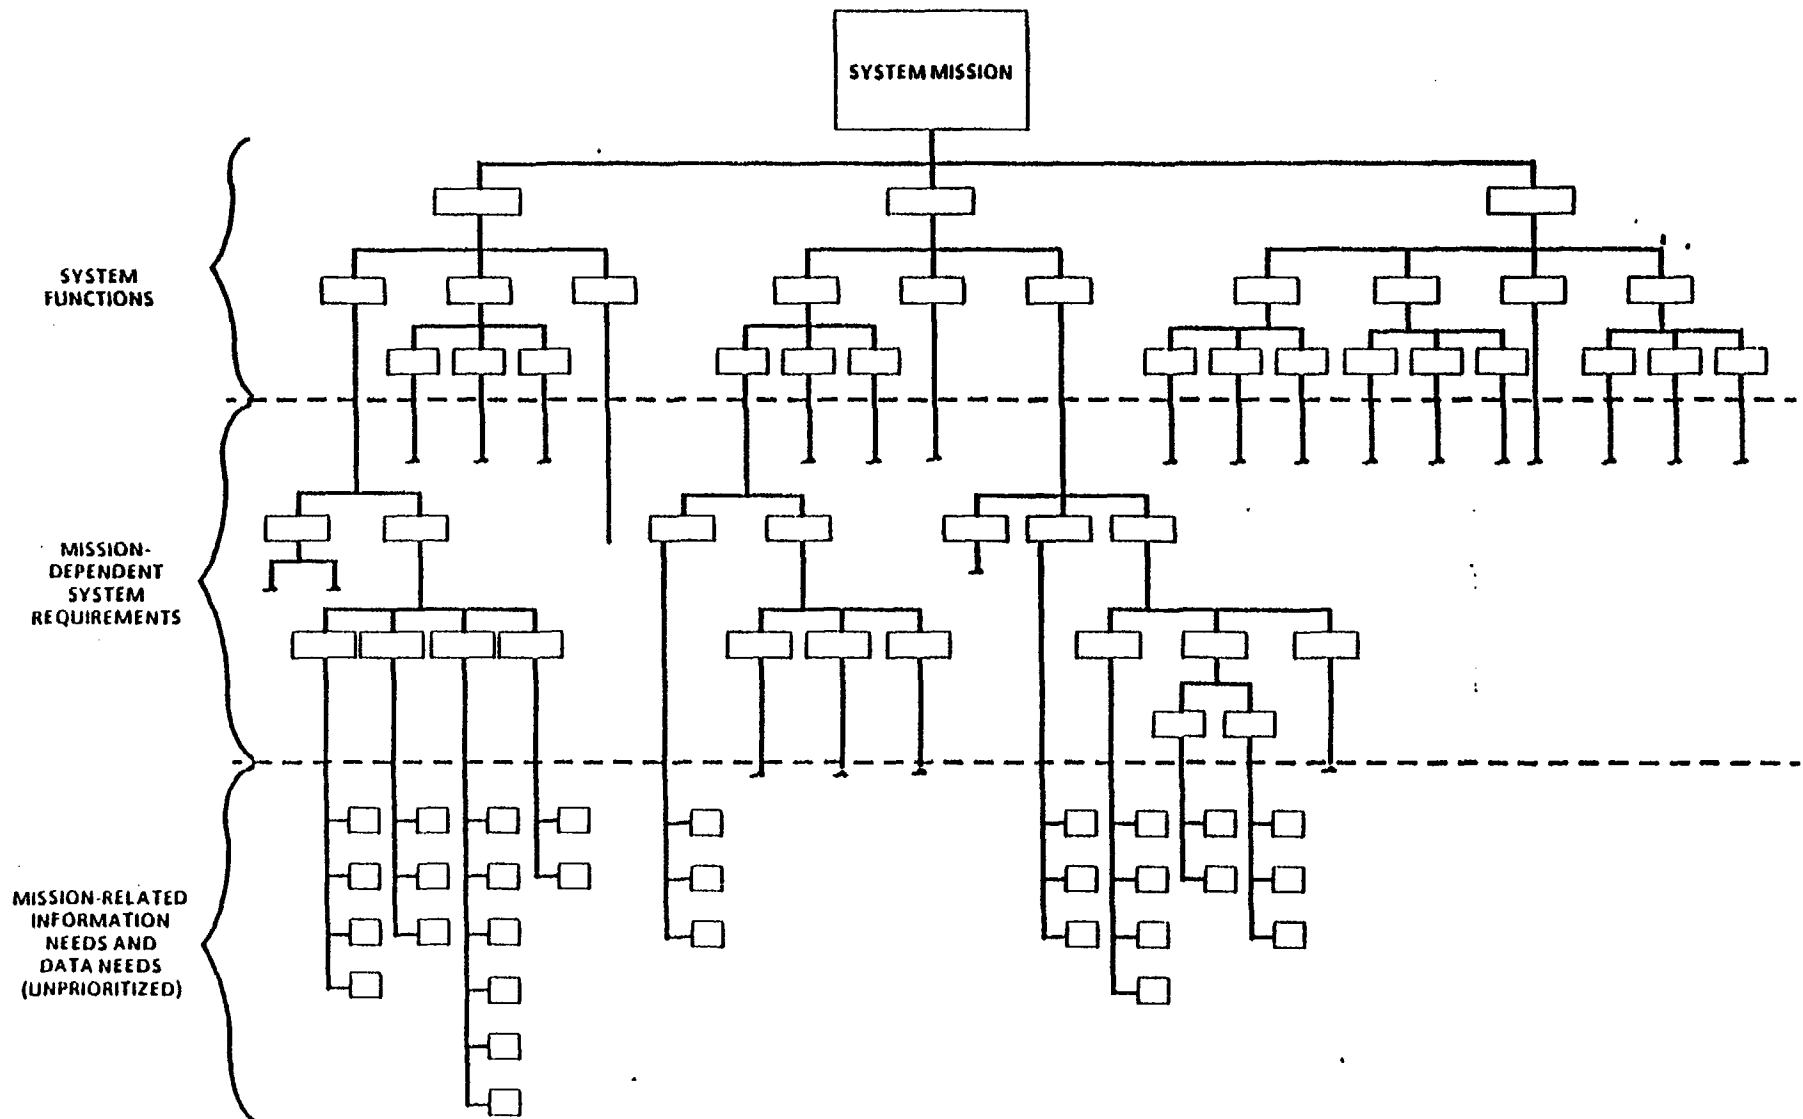 SYSTEM MISSION
SYSTEM
FUNCTIONS
MISSION-
DEPENDENT
SYSTEM
REQUIREMENTS
MISSION-RELATED
INFORMATION
NEEDS AND
DATA NEEDS
(UNPRIORITIZED)